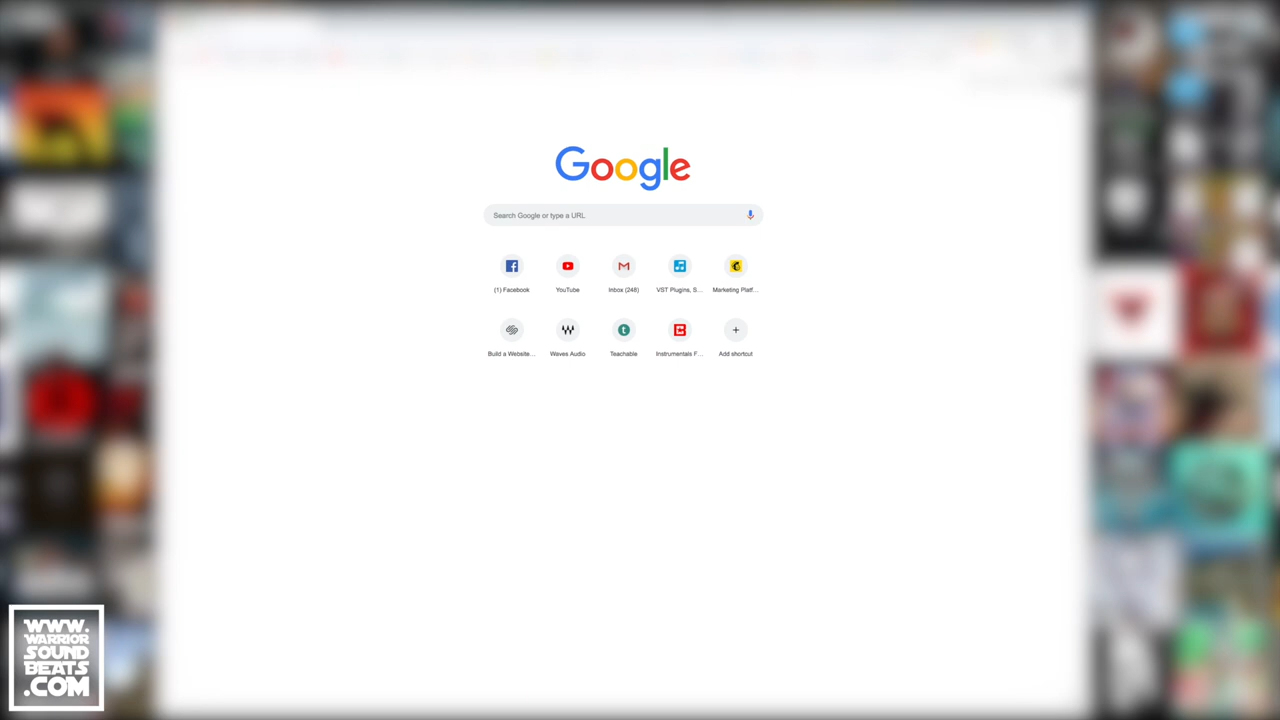 Google
Search Google or type a URL
(1) Facebook
YouTube
Inbox (248)
VST Plugins, S...
Marketing Platf...
Build a Website...
Waves Audio
Teachable
Instrumentals F...
Add shortcut
WWW.
WARRIOR
SOUND
BEATS
.COM